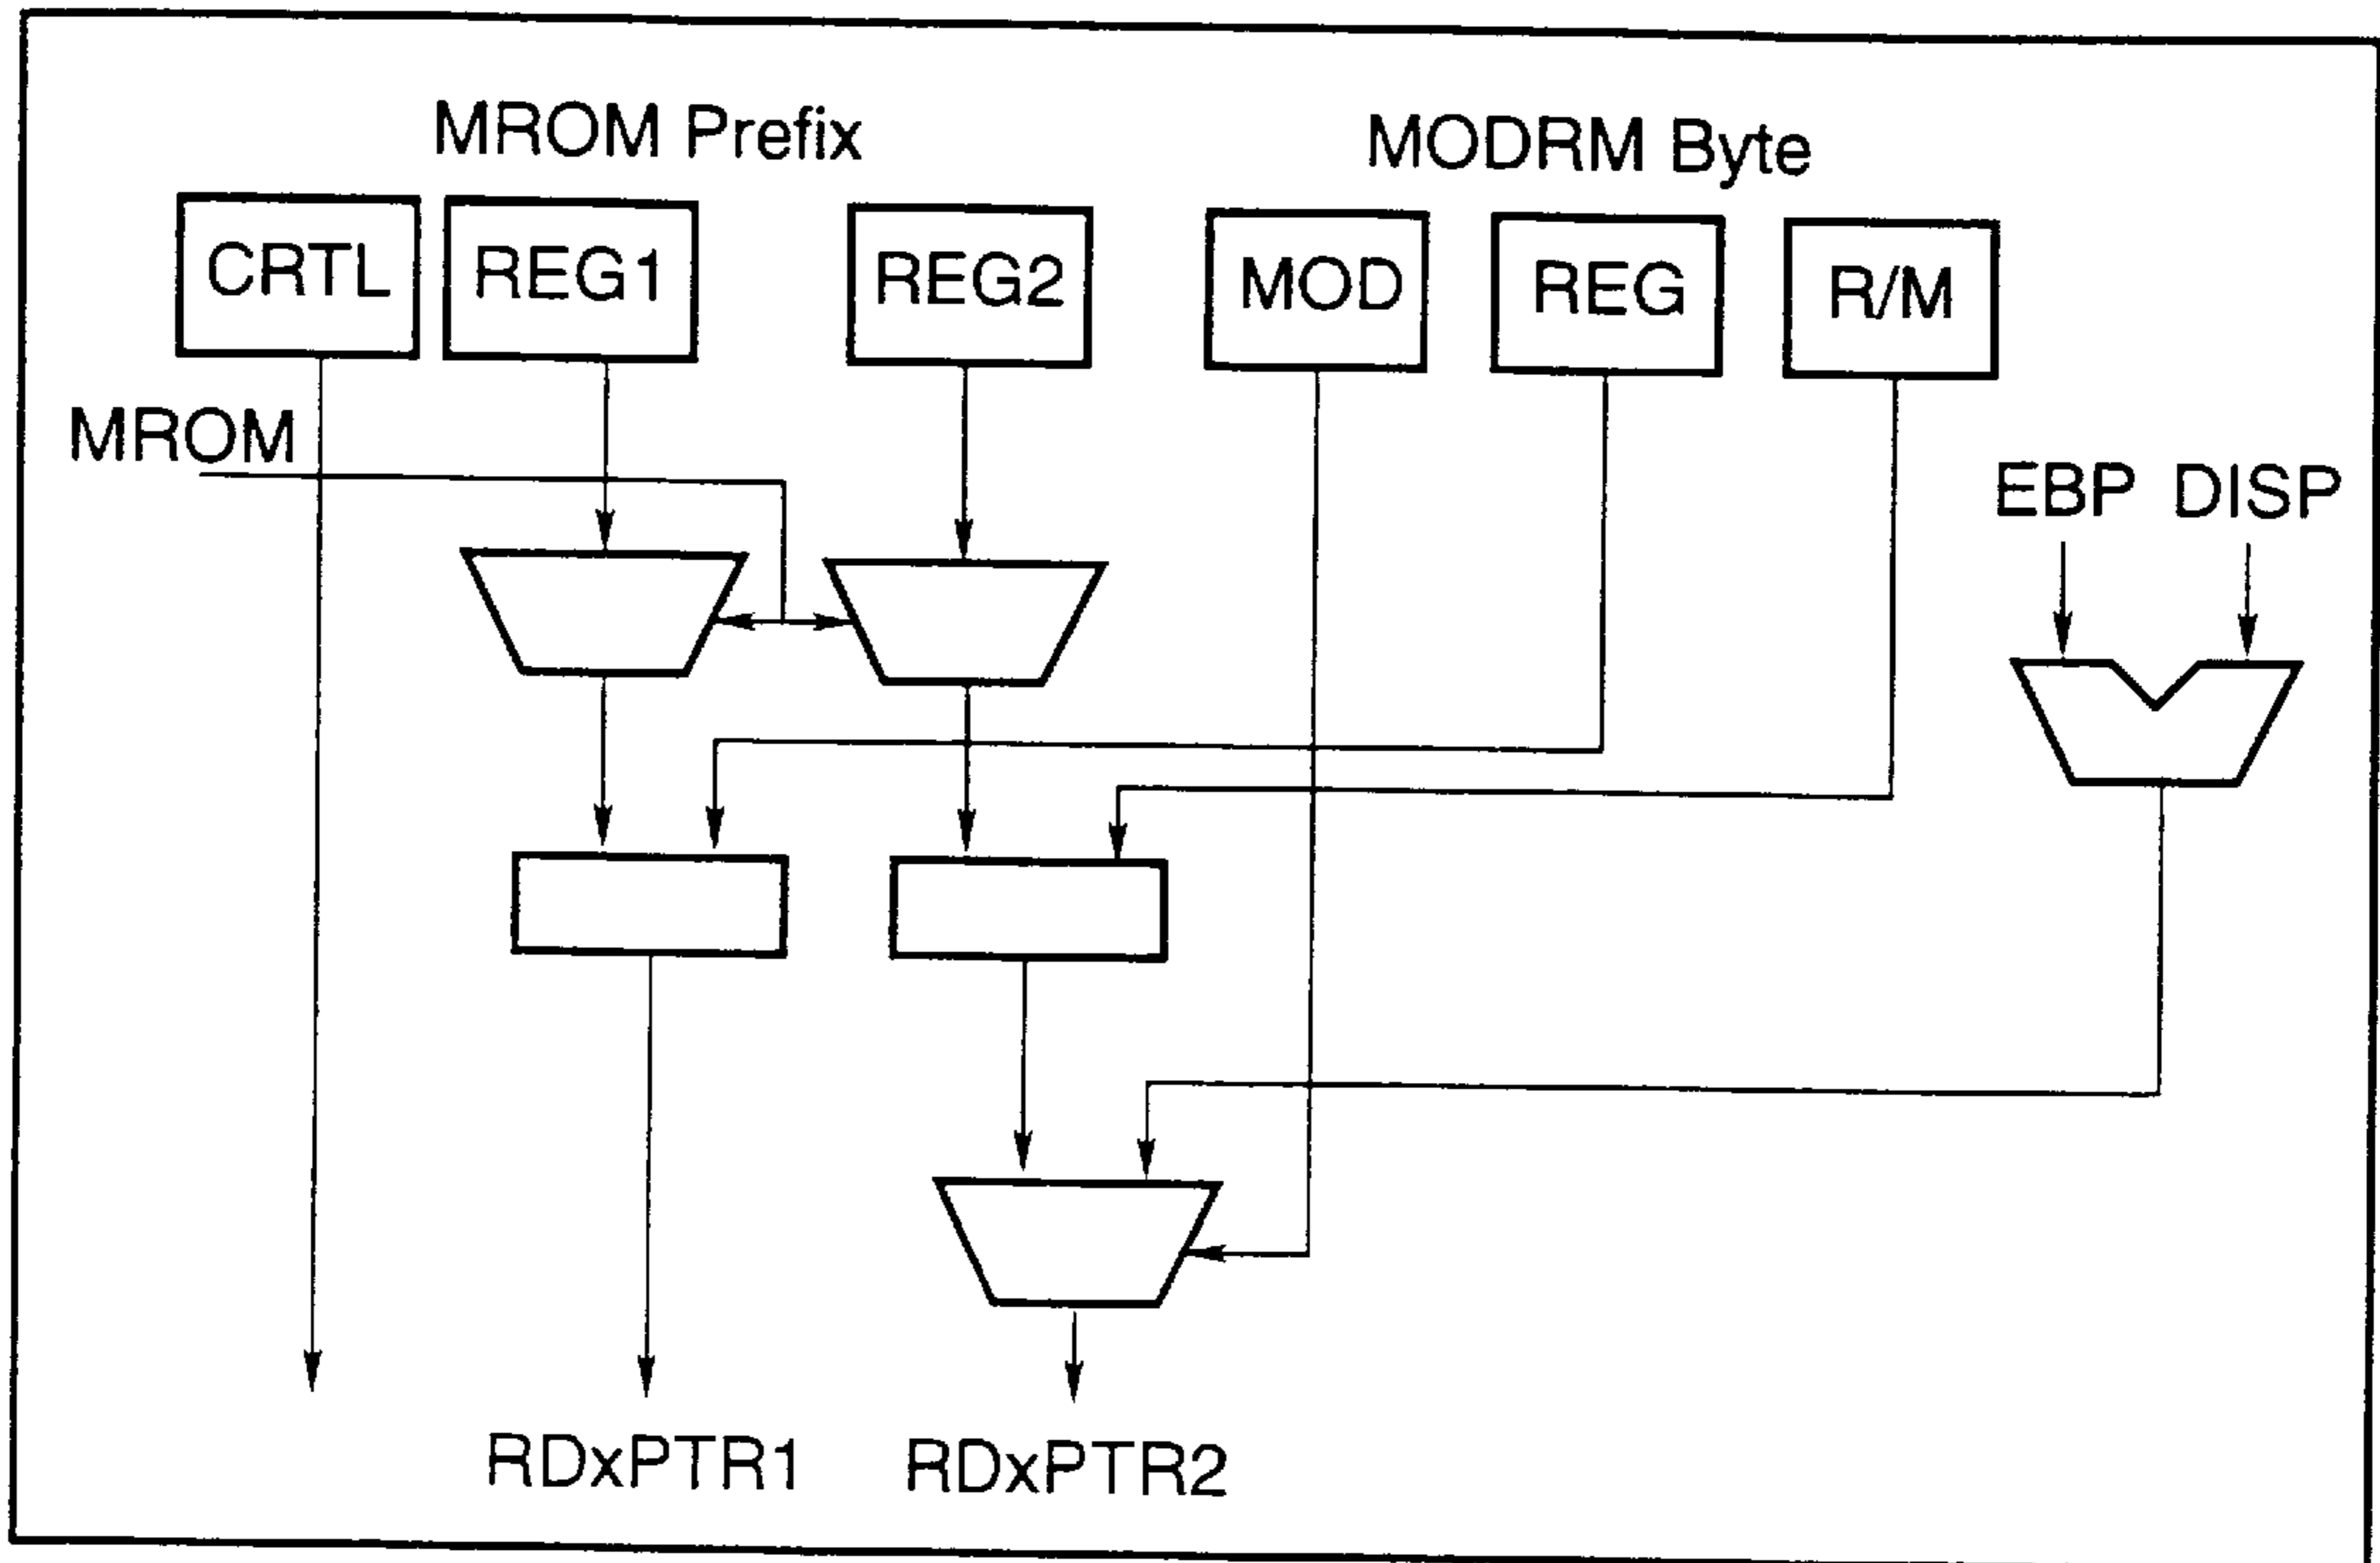 MROM Prefix MODRM Byte
CRTL REG1 REG2 MOD REG R/M
MROM
EBP DISP
RDxPTR1 RDxPTR2